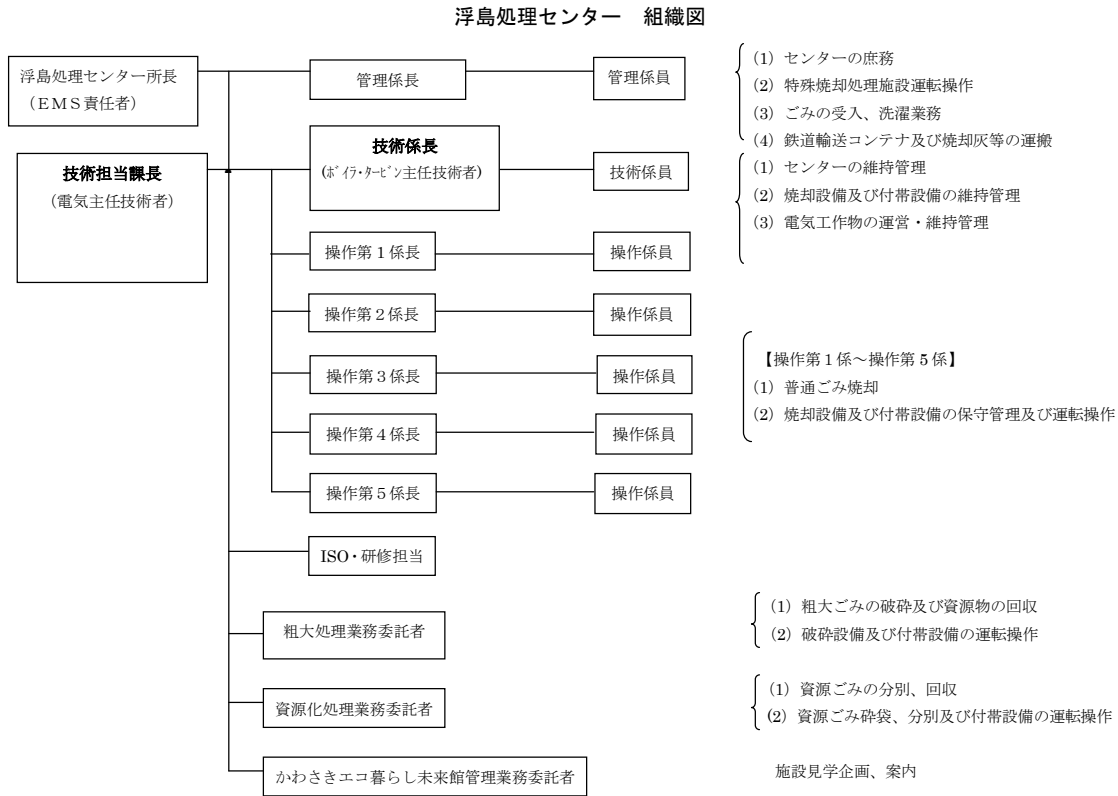 浮島処理センター　組織図
浮島処理センター所長
（ＥＭＳ責任者）
管理係長
管理係員
(1) センターの庶務
(2) 特殊焼却処理施設運転操作
(3) ごみの受入、洗濯業務
(4) 鉄道輸送コンテナ及び焼却灰等の運搬
技術担当課長
（電気主任技術者）
技術係長
(ﾎﾞｲﾗ・ﾀｰﾋﾞﾝ主任技術者)
技術係員
(1) センターの維持管理
(2) 焼却設備及び付帯設備の維持管理
(3) 電気工作物の運営・維持管理
操作第１係長
操作係員
操作第２係長
操作係員
操作第３係長
操作係員
操作第４係長
操作係員
操作第５係長
操作係員
【操作第１係～操作第５係】
(1) 普通ごみ焼却
(2) 焼却設備及び付帯設備の保守管理及び運転操作
ISO・研修担当
粗大処理業務委託者
(1) 粗大ごみの破砕及び資源物の回収
(2) 破砕設備及び付帯設備の運転操作
資源化処理業務委託者
(1) 資源ごみの分別、回収
(2) 資源ごみ砕袋、分別及び付帯設備の運転操作
かわさきエコ暮らし未来館管理業務委託者
施設見学企画、案内